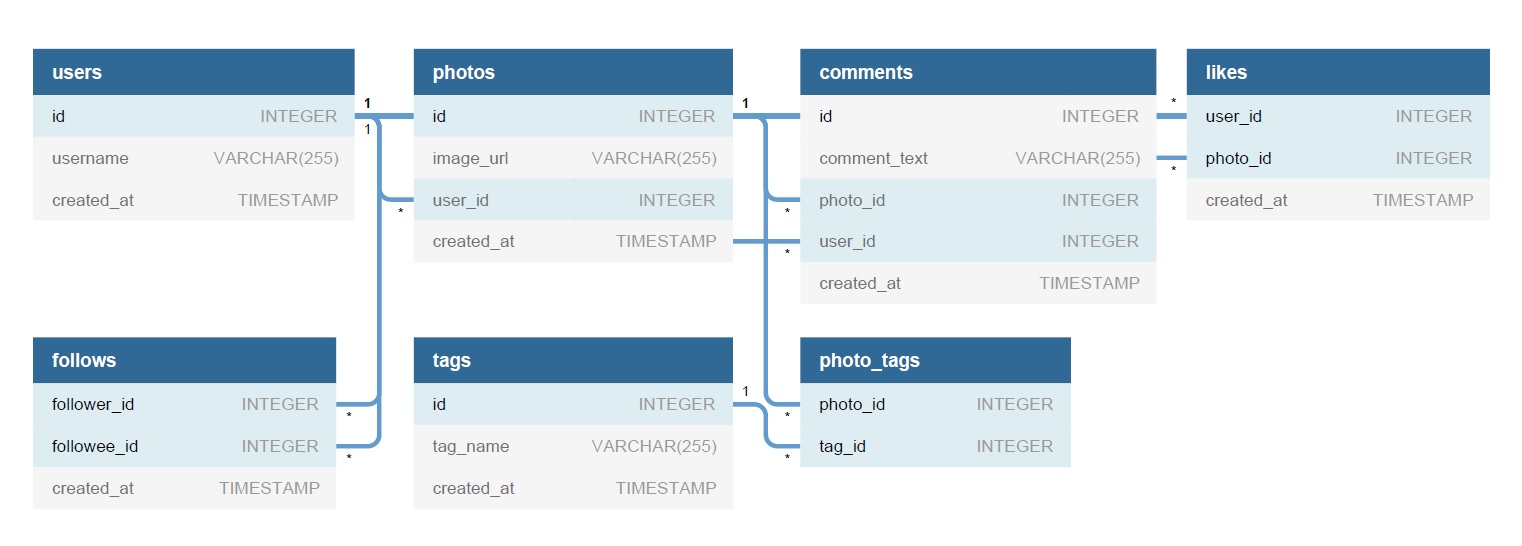 users
id INTEGER
username VARCHAR(255)
created_at TIMESTAMP
1
1
photos
id INTEGER
image_url VARCHAR(255)
user_id INTEGER
created_at TIMESTAMP
*
1
comments
id INTEGER
comment_text VARCHAR(255)
photo_id INTEGER
user_id INTEGER
created_at TIMESTAMP
*
*
*
*
likes
user_id INTEGER
photo_id INTEGER
created_at TIMESTAMP
follows
follower_id INTEGER
followee_id INTEGER
created_at TIMESTAMP
*
*
tags
id INTEGER
tag_name VARCHAR(255)
created_at TIMESTAMP
1
*
*
photo_tags
photo_id INTEGER
tag_id INTEGER